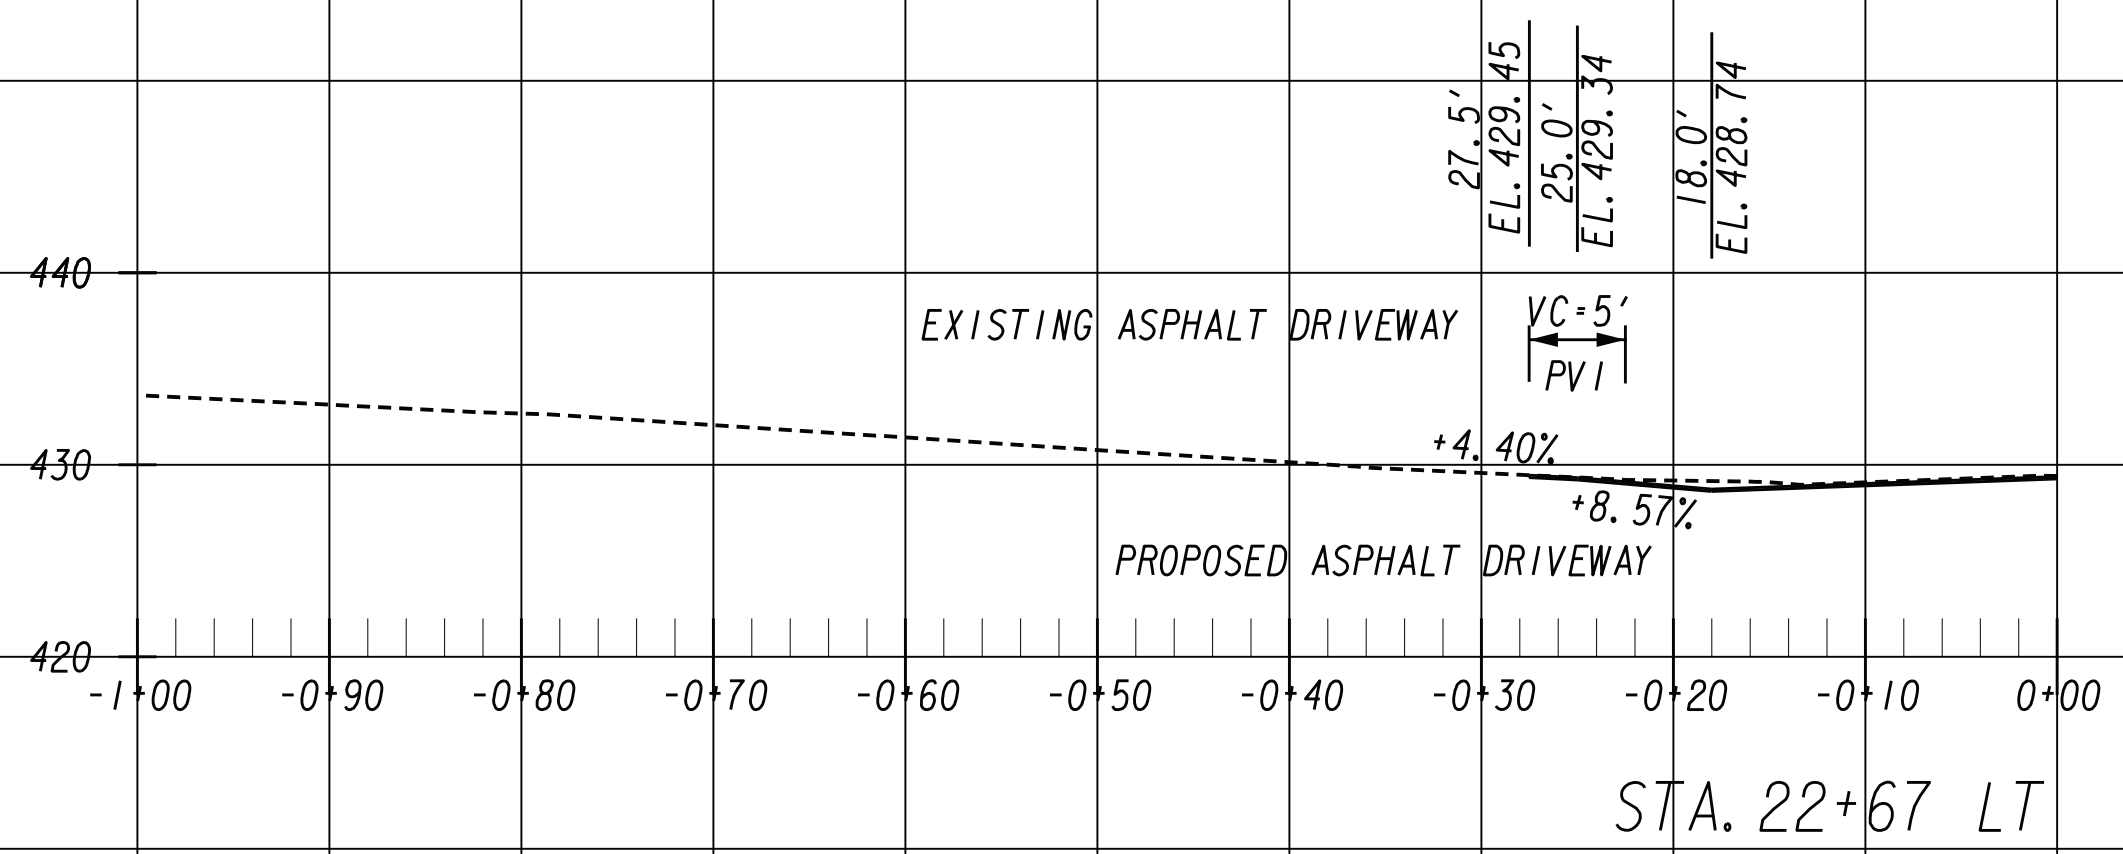 27.5'
EL. 429.45
25.0'
EL. 429.34
18.0'
EL. 428.74
440
EXISTING ASPHALT DRIVEWAY
VC=5'
PVI
+4.40%
430
+8.57%
PROPOSED ASPHALT DRIVEWAY
420
-1+00 -0+90 -0+80 -0+70 -0+60 -0+50 -0+40 -0+30 -0+20 -0+10 0+00
STA. 22+67 LT